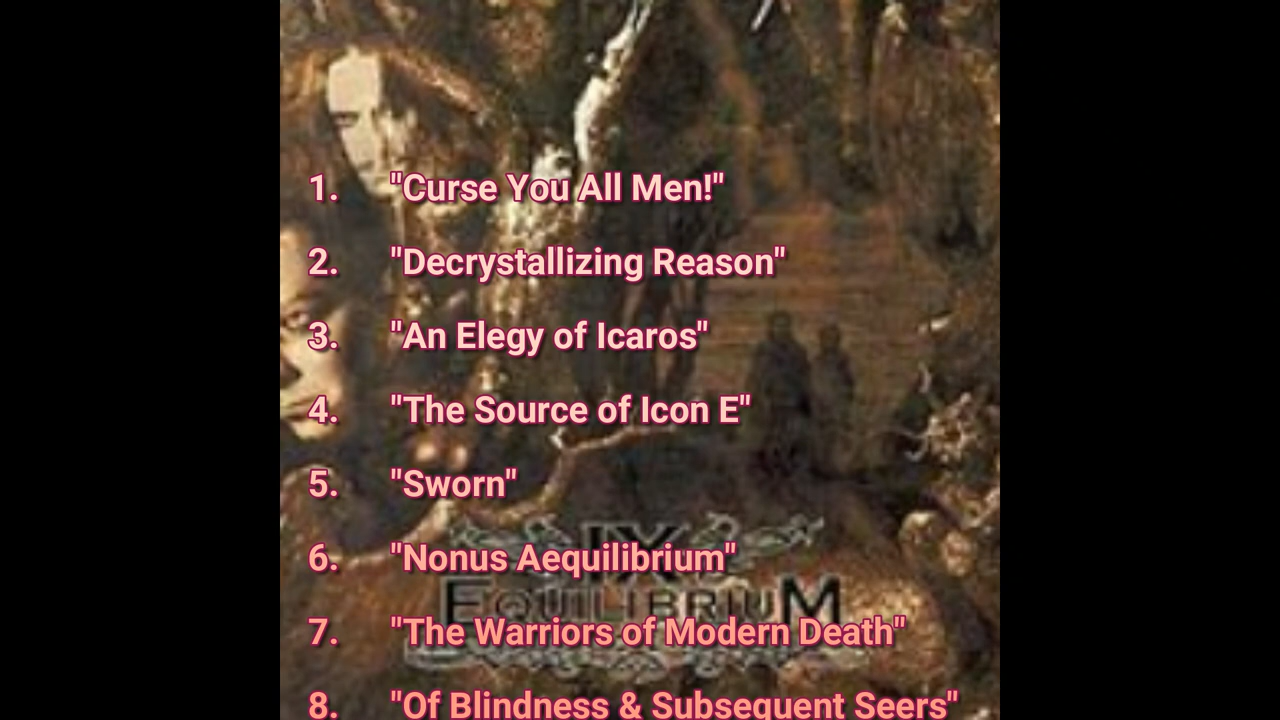 1. "Curse You All Men!"
2. "Decrystallizing Reason"
3. "An Elegy of Icaros"
4. "The Source of Icon E"
5. "Sworn"
6. "Nonus Aequilibrium"
IX
EQUILIBRIUM
7. "The Warriors of Modern Death"
8. "Of Blindness & Subsequent Seers"